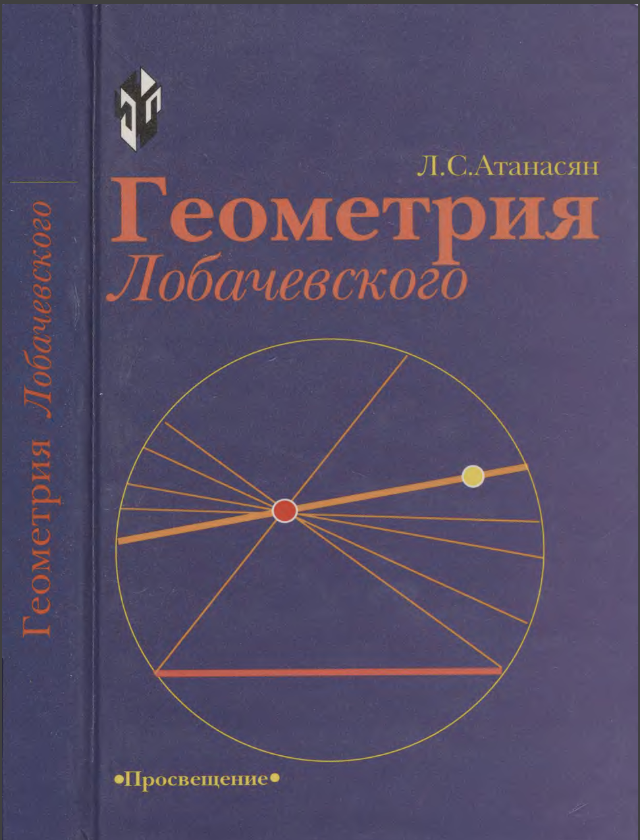 Геометрия Лобачевского
Л.С.Атанасян
Геометрия
Лобачевского
•Просвещение•